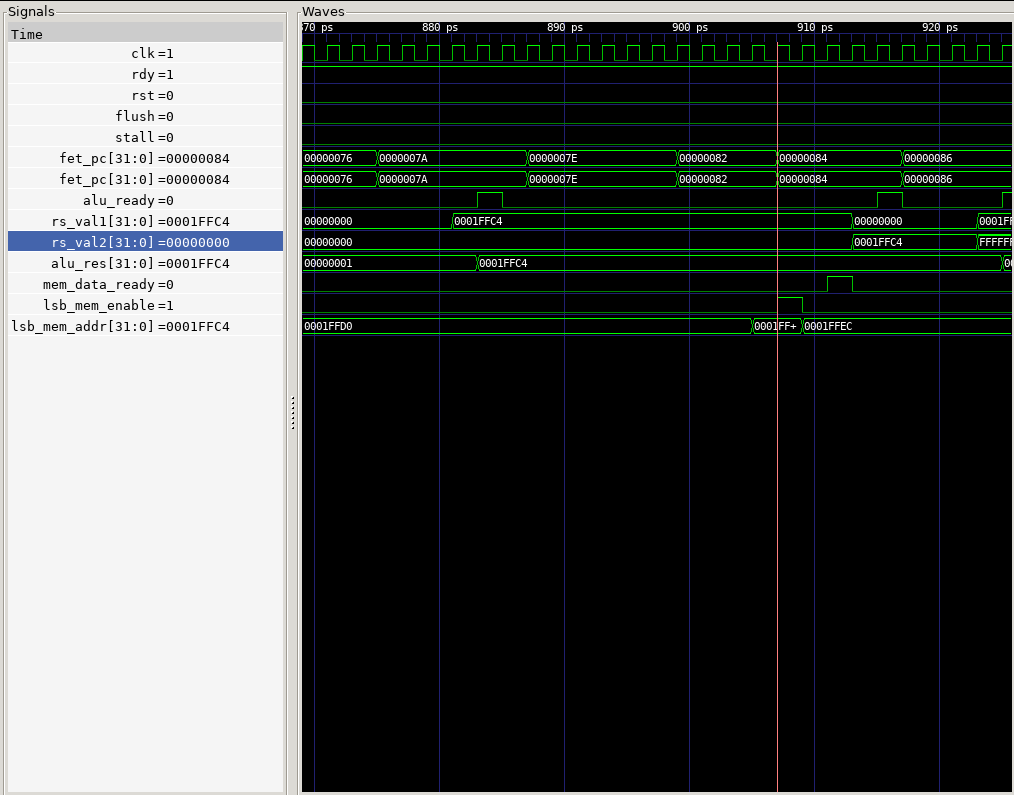 Signals
Waves
Time
870 ps 880 ps 890 ps 900 ps 910 ps 920 ps
clk =1
rdy =1
rst =0
flush =0
stall =0
fet_pc[31:0] =00000084 00000076 0000007A 0000007E 00000082 00000084 00000086
fet_pc[31:0] =00000084 00000076 0000007A 0000007E 00000082 00000084 00000086
alu_ready =0
rs_val1[31:0] =0001FFC4 00000000 0001FFC4 00000000 0001FF
rs_val2[31:0] =00000000 00000000 0001FFC4 FFFFFF
alu_res[31:0] =0001FFC4 00000001 0001FFC4 00
mem_data_ready =0
lsb_mem_enable =1
lsb_mem_addr[31:0] =0001FFC4 0001FFD0 0001FF+ 0001FFEC